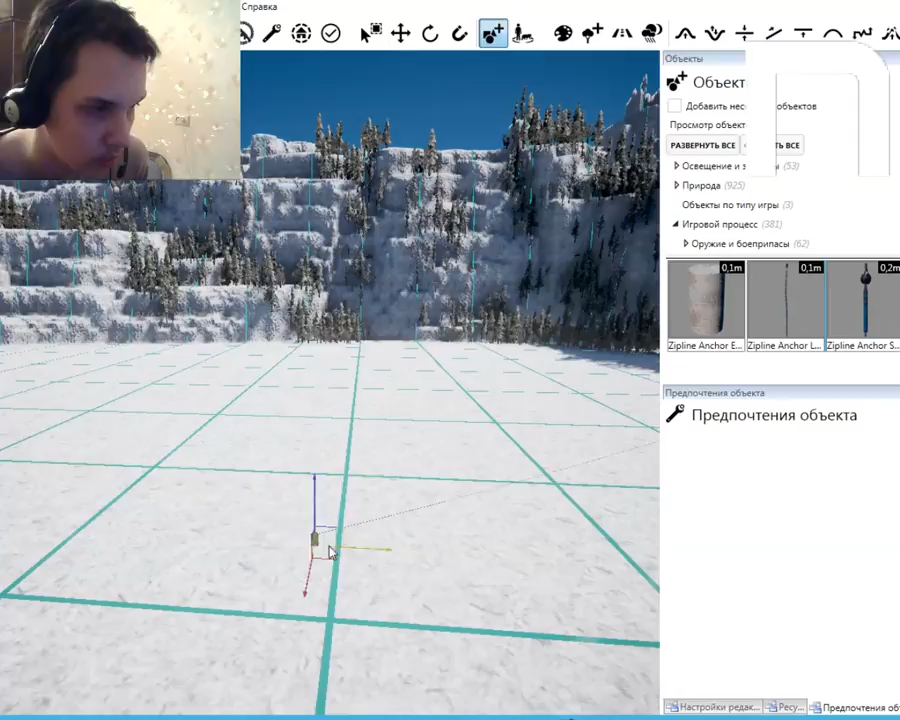 Справка
Объекты
Объект
Добавить нес объектов
Просмотр объект
РАЗВЕРНУТЬ ВСЕ ТЬ ВСЕ
Освещение и з (53)
Природа (925)
Объекты по типу игры (3)
Игровой процесс (381)
Оружие и боеприпасы (62)
0,1m 0,1m 0,2m
Zipline Anchor E... Zipline Anchor L... Zipline Anchor S...
Предпочтения объекта
Предпочтения объекта
Настройки редак... Ресу... Предпочтения об